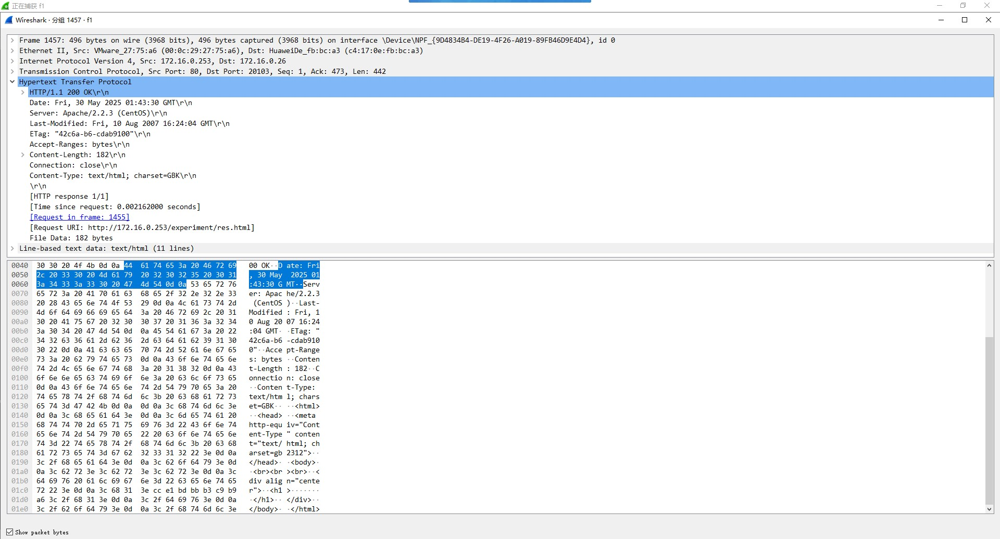 正在捕获 f1
Wireshark · 分组 1457 · f1
Frame 1457: 496 bytes on wire (3968 bits), 496 bytes captured (3968 bits) on interface \Device\NPF_{9D4834B4-DE19-4F26-A019-89FB46D9E4D4}, id 0
Ethernet II, Src: VMware_27:75:a6 (00:0c:29:27:75:a6), Dst: HuaweiDe_fb:bc:a3 (c4:17:0e:fb:bc:a3)
Internet Protocol Version 4, Src: 172.16.0.253, Dst: 172.16.0.26
Transmission Control Protocol, Src Port: 80, Dst Port: 20103, Seq: 1, Ack: 473, Len: 442
Hypertext Transfer Protocol
HTTP/1.1 200 OK\r\n
Date: Fri, 30 May 2025 01:43:30 GMT\r\n
Server: Apache/2.2.3 (CentOS)\r\n
Last-Modified: Fri, 10 Aug 2007 16:24:04 GMT\r\n
ETag: "42c6a-b6-cdab9100"\r\n
Accept-Ranges: bytes\r\n
Content-Length: 182\r\n
Connection: close\r\n
Content-Type: text/html; charset=GBK\r\n
\r\n
[HTTP response 1/1]
[Time since request: 0.002162000 seconds]
[Request in frame: 1455]
[Request URI: http://172.16.0.253/experiment/res.html]
File Data: 182 bytes
Line-based text data: text/html (11 lines)
0040 30 30 20 4f 4b 0d 0a 44 61 74 65 3a 20 46 72 69 00 OK··D ate: Fri
0050 2c 20 33 30 20 4d 61 79 20 32 30 32 35 20 30 31 , 30 May  2025 01
0060 3a 34 33 3a 33 30 20 47 4d 54 0d 0a 53 65 72 76 :43:30 G MT··Serv
0070 65 72 3a 20 41 70 61 63 68 65 2f 32 2e 32 2e 33 er: Apac he/2.2.3
0080 20 28 43 65 6e 74 4f 53 29 0d 0a 4c 61 73 74 2d (CentOS )··Last-
0090 4d 6f 64 69 66 69 65 64 3a 20 46 72 69 2c 20 31 Modified : Fri, 1
00a0 30 20 41 75 67 20 32 30 30 37 20 31 36 3a 32 34 0 Aug 20 07 16:24
00b0 3a 30 34 20 47 4d 54 0d 0a 45 54 61 67 3a 20 22 :04 GMT· ·ETag: "
00c0 34 32 63 36 61 2d 62 36 2d 63 64 61 62 39 31 30 42c6a-b6 -cdab910
00d0 30 22 0d 0a 41 63 63 65 70 74 2d 52 61 6e 67 65 0"··Acce pt-Range
00e0 73 3a 20 62 79 74 65 73 0d 0a 43 6f 6e 74 65 6e s: bytes ··Conten
00f0 74 2d 4c 65 6e 67 74 68 3a 20 31 38 32 0d 0a 43 t-Length : 182··C
0100 6f 6e 6e 65 63 74 69 6f 6e 3a 20 63 6c 6f 73 65 onnectio n: close
0110 0d 0a 43 6f 6e 74 65 6e 74 2d 54 79 70 65 3a 20 ··Conten t-Type:
0120 74 65 78 74 2f 68 74 6d 6c 3b 20 63 68 61 72 73 text/htm l; chars
0130 65 74 3d 47 42 4b 0d 0a 0d 0a 3c 68 74 6d 6c 3e et=GBK·· ··<html>
0140 0d 0a 3c 68 65 61 64 3e 0d 0a 3c 6d 65 74 61 20 ··<head> ··<meta
0150 68 74 74 70 2d 65 71 75 69 76 3d 22 43 6f 6e 74 http-equ iv="Cont
0160 65 6e 74 2d 54 79 70 65 22 20 63 6f 6e 74 65 6e ent-Type " conten
0170 74 3d 22 74 65 78 74 2f 68 74 6d 6c 3b 20 63 68 t="text/ html; ch
0180 61 72 73 65 74 3d 67 62 32 33 31 32 22 3e 0d 0a arset=gb 2312">··
0190 3c 2f 68 65 61 64 3e 0d 0a 3c 62 6f 64 79 3e 0d </head>· ·<body>·
01a0 0a 3c 62 72 3e 3c 62 72 3e 3c 62 72 3e 0d 0a 3c ·<br><br ><br>··<
01b0 64 69 76 20 61 6c 69 67 6e 3d 22 63 65 6e 74 65 div alig n="cente
01c0 72 22 3e 0d 0a 3c 68 31 3e cc e1 bd bb b3 c9 b9 r">··<h1 >·······
01d0 a6 3c 2f 68 31 3e 0d 0a 3c 2f 64 69 76 3e 0d 0a ·</h1>·· </div>··
01e0 3c 2f 62 6f 64 79 3e 0d 0a 3c 2f 68 74 6d 6c 3e </body>· ·</html>
Show packet bytes